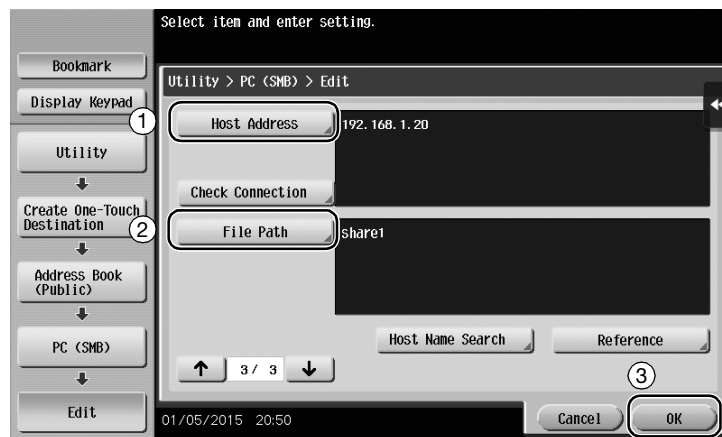 Select item and enter setting.
Bookmark
Display Keypad
1
Utility
Create One-Touch
Destination
2
Address Book
(Public)
PC (SMB)
Edit
Utility > PC (SMB) > Edit
Host Address
192.168.1.20
Check Connection
File Path
share1
Host Name Search
Reference
3/ 3
3
01/05/2015 20:50
Cancel
OK